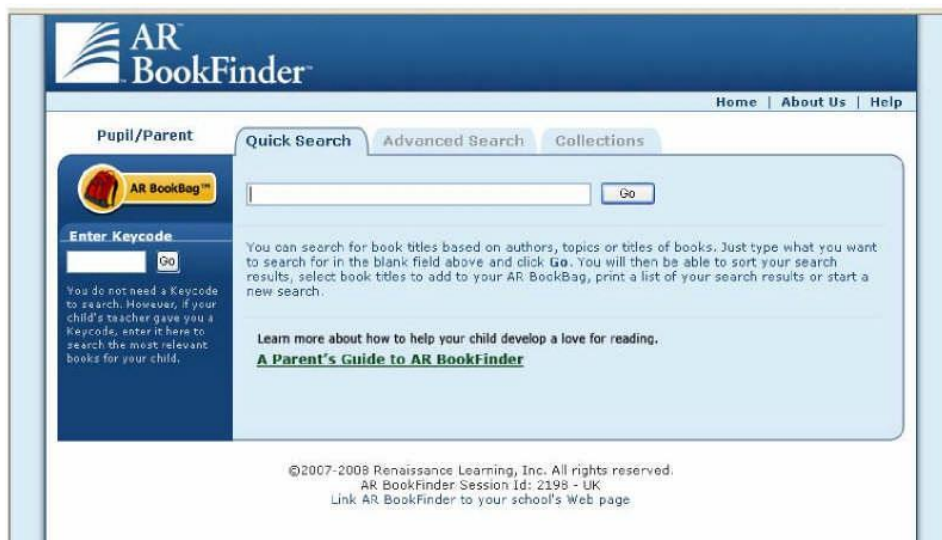 AR
BookFinder™
Home | About Us | Help
Pupil/Parent
Quick Search
Advanced Search
Collections
AR BookBag™
Go
Enter Keycode
Go
You do not need a Keycode
to search. However, if your
child's teacher gave you a
Keycode, enter it here to
search the most relevant
books for your child.
You can search for book titles based on authors, topics or titles of books. Just type what you want
to search for in the blank field above and click Go. You will then be able to sort your search
results, select book titles to add to your AR BookBag, print a list of your search results or start a
new search.
Learn more about how to help your child develop a love for reading.
A Parent's Guide to AR BookFinder
©2007-2008 Renaissance Learning, Inc. All rights reserved.
AR BookFinder Session Id: 2198 - UK
Link AR BookFinder to your school's Web page